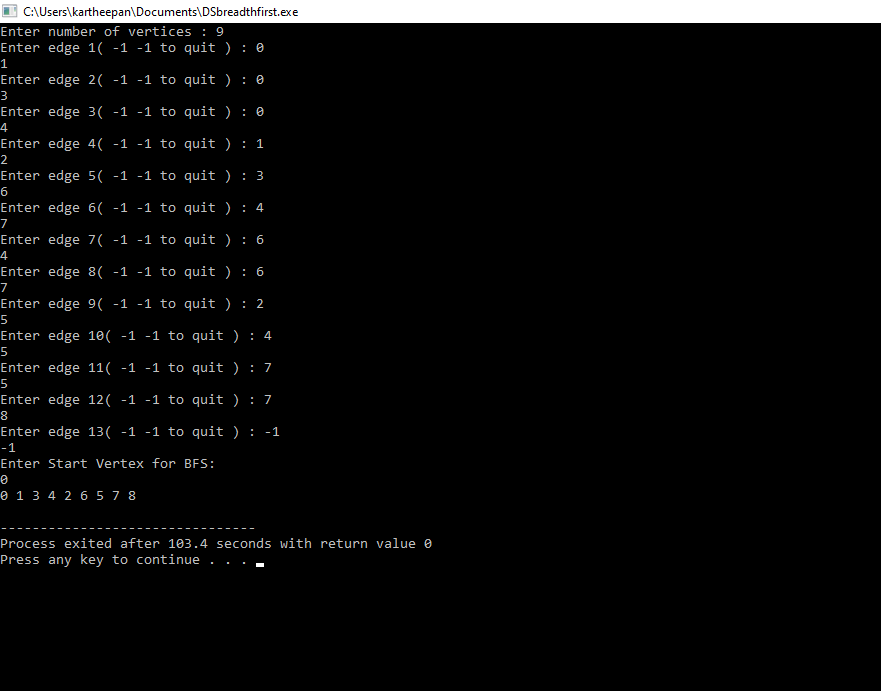 C:\Users\kartheepan\Documents\DSbreadthfirst.exe
Enter number of vertices : 9
Enter edge 1( -1 -1 to quit ) : 0
1
Enter edge 2( -1 -1 to quit ) : 0
3
Enter edge 3( -1 -1 to quit ) : 0
4
Enter edge 4( -1 -1 to quit ) : 1
2
Enter edge 5( -1 -1 to quit ) : 3
6
Enter edge 6( -1 -1 to quit ) : 4
7
Enter edge 7( -1 -1 to quit ) : 6
4
Enter edge 8( -1 -1 to quit ) : 6
7
Enter edge 9( -1 -1 to quit ) : 2
5
Enter edge 10( -1 -1 to quit ) : 4
5
Enter edge 11( -1 -1 to quit ) : 7
5
Enter edge 12( -1 -1 to quit ) : 7
8
Enter edge 13( -1 -1 to quit ) : -1
-1
Enter Start Vertex for BFS:
0
0 1 3 4 2 6 5 7 8
--------------------------------
Process exited after 103.4 seconds with return value 0
Press any key to continue . . .